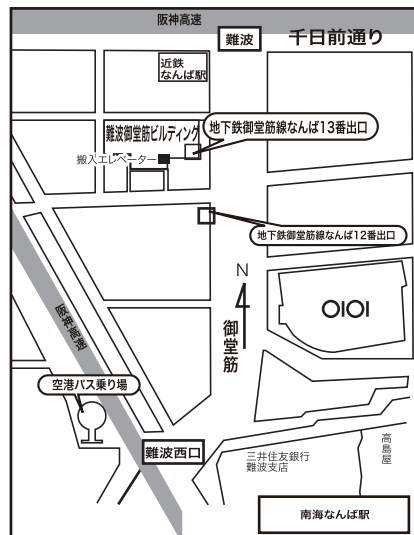 阪神高速
難波
千日前通り
近鉄
なんば駅
難波御堂筋ビルディング
地下鉄御堂筋線なんば13番出口
搬入エレベーター
地下鉄御堂筋線なんば12番出口
N
御堂筋
OIOI
阪神高速
空港バス乗り場
難波西口
三井住友銀行
難波支店
高島屋
南海なんば駅